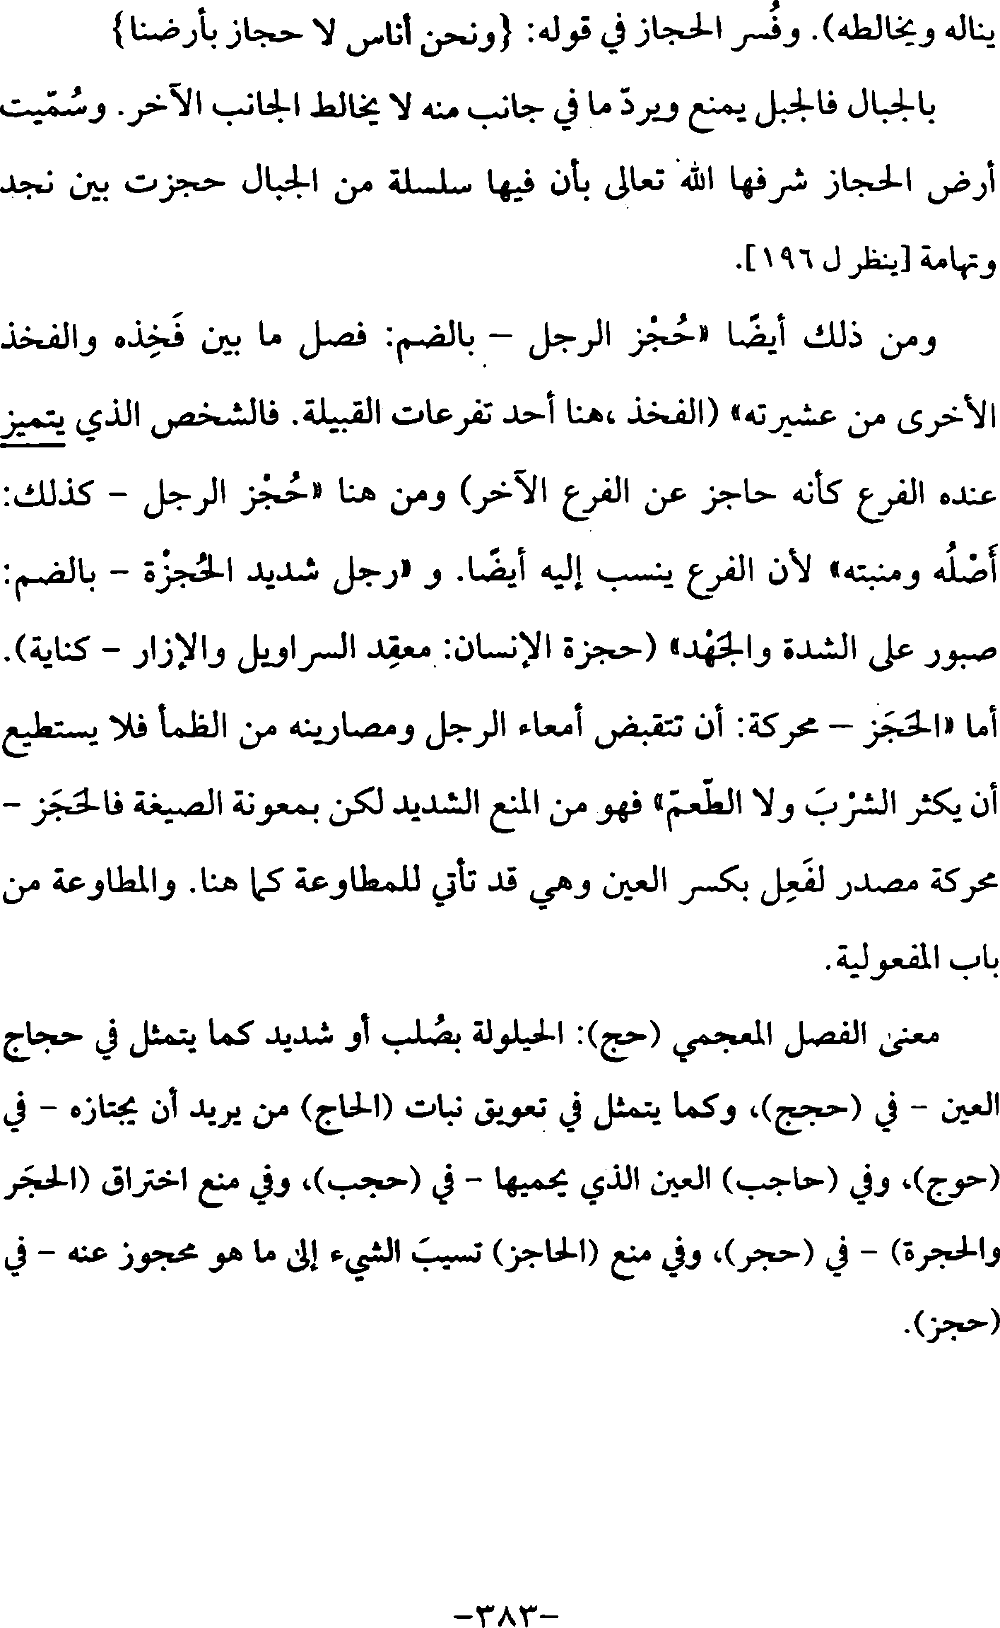 يناله ويخالطه). وفُسر الحجاز في قوله: {ونحن أناس لا حجاز بأرضنا}
بالجبال فالجبل يمنع ويردّ ما في جانب منه لا يخالط الجانب الآخر. وسُمّيت
أرض الحجاز شرفها الله تعالى بأن فيها سلسلة من الجبال حجزت بين نجد
وتهامة [ينظر ل ١٩٦].
ومن ذلك أيضًا «حُجْز الرجل – بالضم: فصل ما بين فَخِذه والفخذ
الأخرى من عشيرته» (الفخذ ،هنا أحد تفرعات القبيلة. فالشخص الذي يتميز
عنده الفرع كأنه حاجز عن الفرع الآخر) ومن هنا «حُجْز الرجل – كذلك:
أَصْلُه ومنبته» لأن الفرع ينسب إليه أيضًا. و «رجل شديد الحُجزْة – بالضم:
صبور على الشدة والجَهْد» (حجزة الإنسان: معقِد السراويل والإزار – كناية).
أما «الحَجَز – محركة: أن تتقبض أمعاء الرجل ومصارينه من الظمأ فلا يستطيع
أن يكثر الشرْبَ ولا الطّعمّ» فهو من المنع الشديد لكن بمعونة الصيغة فالحَجَز –
محركة مصدر لفَعِل بكسر العين وهي قد تأتي للمطاوعة كما هنا. والمطاوعة من
باب المفعولية.
معنى الفصل المعجمي (حج): الحيلولة بصُلب أو شديد كما يتمثل في حجاج
العين – في (حجج)، وكما يتمثل في تعويق نبات (الحاج) من يريد أن يجتازه – في
(حوج)، وفي (حاجب) العين الذي يحميها – في (حجب)، وفي منع اختراق (الحجَر
والحجرة) – في (حجر)، وفي منع (الحاجز) تسيبَ الشيء إلى ما هو محجوز عنه – في
(حجز).
-٣٨٣-